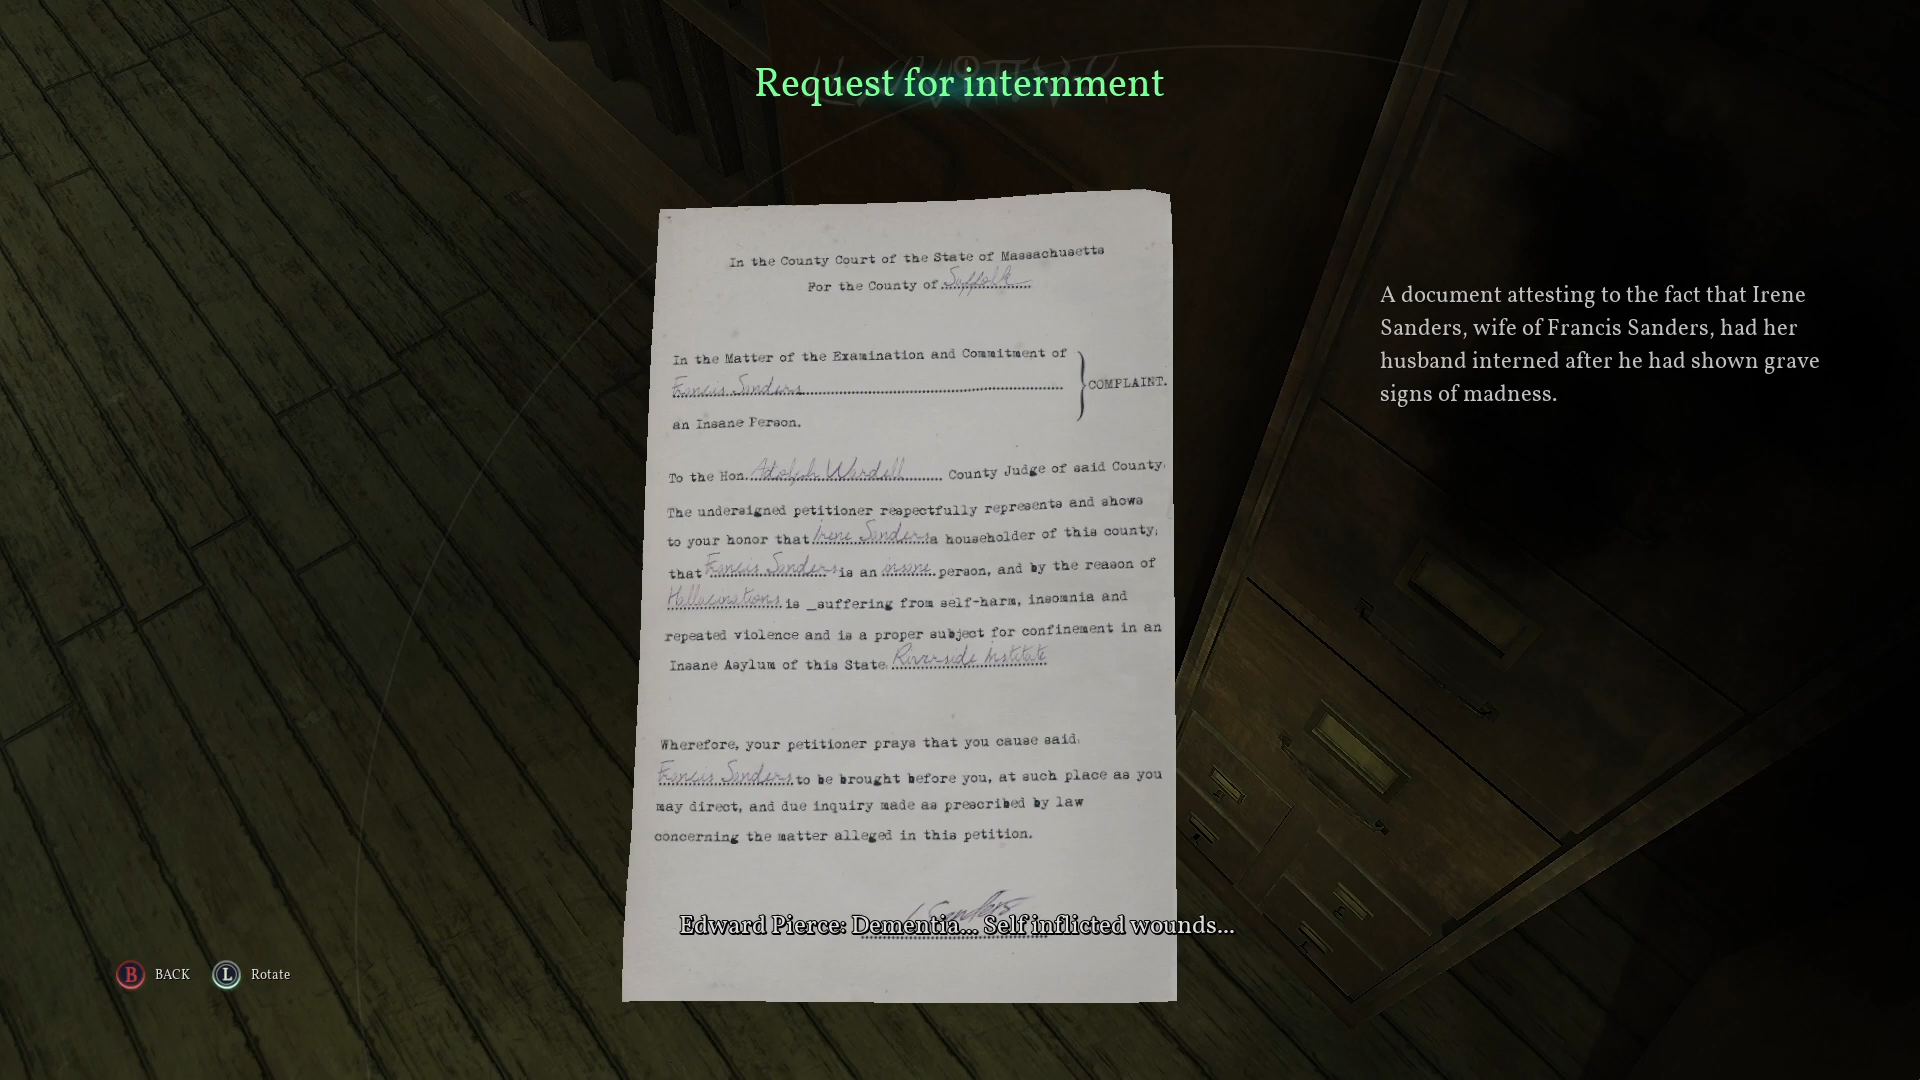 Request for internment
In the County Court of the State of Massachusetts
For the County of Suffolk
In the Matter of the Examination and Commitment of
Francis Sanders
COMPLAINT.
an Insane Person.
To the Hon. Adolph Wardell County Judge of said County.
The undersigned petitioner respectfully represents and shows
to your honor that Irene Sanders a householder of this county,
that Francis Sanders is an insane person, and by the reason of
Hallucinations is _suffering from self-harm, insomnia and
repeated violence and is a proper subject for confinement in an
Insane Asylum of this State. Riverside Institute
Wherefore, your petitioner prays that you cause said.
Francis Sanders to be brought before you, at such place as you
may direct, and due inquiry made as prescribed by law
concerning the matter alleged in this petition.
Sanders
Edward Pierce: Dementia... Self inflicted wounds...
A document attesting to the fact that Irene
Sanders, wife of Francis Sanders, had her
husband interned after he had shown grave
signs of madness.
B BACK L Rotate